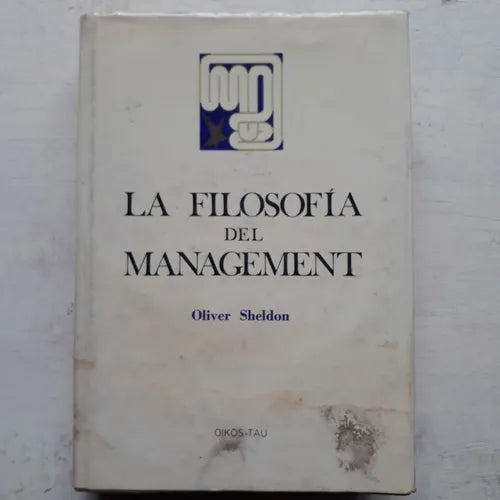 LA FILOSOFÍA
DEL
MANAGEMENT
Oliver Sheldon
OIKOS-TAU